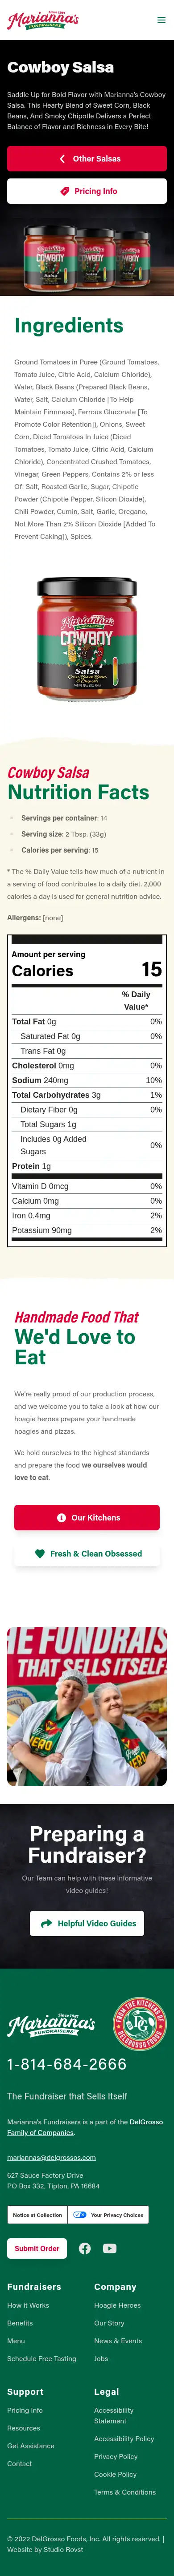 Since 1947
Marianna's
FUNDRAISERS
Cowboy Salsa
Saddle Up for Bold Flavor with Marianna's Cowboy
Salsa. This Hearty Blend of Sweet Corn, Black
Beans, And Smoky Chipotle Delivers a Perfect
Balance of Flavor and Richness in Every Bite!
Other Salsas
Pricing Info
Ingredients
Ground Tomatoes in Puree (Ground Tomatoes,
Tomato Juice, Citric Acid, Calcium Chloride),
Water, Black Beans (Prepared Black Beans,
Water, Salt, Calcium Chloride [To Help
Maintain Firmness], Ferrous Gluconate [To
Promote Color Retention]), Onions, Sweet
Corn, Diced Tomatoes In Juice (Diced
Tomatoes, Tomato Juice, Citric Acid, Calcium
Chloride), Concentrated Crushed Tomatoes,
Vinegar, Green Peppers, Contains 2% or less
Of: Salt, Roasted Garlic, Sugar, Chipotle
Powder (Chipotle Pepper, Silicon Dioxide),
Chili Powder, Cumin, Salt, Garlic, Oregano,
Not More Than 2% Silicon Dioxide [Added To
Prevent Caking]), Spices.
Marianna's
COWBOY
Salsa
Cowboy Salsa
Nutrition Facts
Servings per container: 14
Serving size: 2 Tbsp. (33g)
Calories per serving: 15
* The % Daily Value tells how much of a nutrient in
a serving of food contributes to a daily diet. 2,000
calories a day is used for general nutrition advice.
Allergens: [none]
Amount per serving
Calories 15
% Daily
Value*
Total Fat 0g 0%
Saturated Fat 0g 0%
Trans Fat 0g
Cholesterol 0mg 0%
Sodium 240mg 10%
Total Carbohydrates 3g 1%
Dietary Fiber 0g 0%
Total Sugars 1g
Includes 0g Added
Sugars 0%
Protein 1g
Vitamin D 0mcg 0%
Calcium 0mg 0%
Iron 0.4mg 2%
Potassium 90mg 2%
Handmade Food That
We'd Love to
Eat
We're really proud of our production process,
and we welcome you to take a look at how our
hoagie heroes prepare your handmade
hoagies and pizzas.
We hold ourselves to the highest standards
and prepare the food we ourselves would
love to eat.
Our Kitchens
Fresh & Clean Obsessed
HE FUNDRAIS
THAT SELLS ITSELF
HERO
Preparing a
Fundraiser?
Our Team can help with these informative
video guides!
Helpful Video Guides
Since 1947
Marianna's
FUNDRAISERS
FROM THE KITCHENS OF
DELGROSSO
1-814-684-2666
The Fundraiser that Sells Itself
Marianna's Fundraisers is a part of the DelGrosso
Family of Companies.
mariannas@delgrossos.com
627 Sauce Factory Drive
PO Box 332, Tipton, PA 16684
Notice at Collection
Your Privacy Choices
Submit Order
Fundraisers
How it Works
Benefits
Menu
Schedule Free Tasting
Company
Hoagie Heroes
Our Story
News & Events
Jobs
Support
Pricing Info
Resources
Get Assistance
Contact
Legal
Accessibility
Statement
Accessibility Policy
Privacy Policy
Cookie Policy
Terms & Conditions
© 2022 DelGrosso Foods, Inc. All rights reserved. |
Website by Studio Rovst